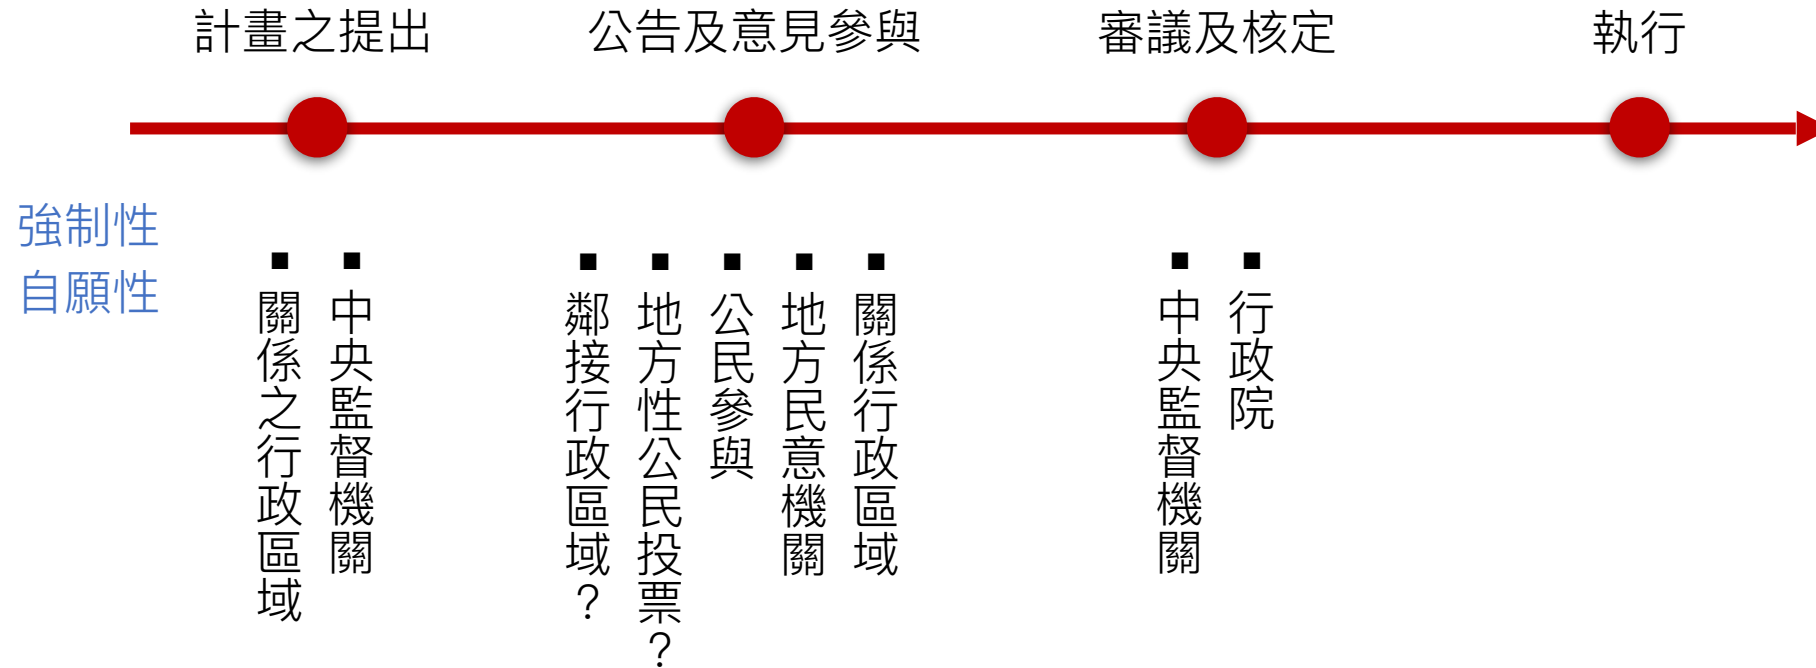 計畫之提出
公告及意見參與
審議及核定
執行
強制性
自願性
▪ 中央監督機關
▪ 關係之行政區域
▪ 關係行政區域
▪ 地方民意機關
▪ 公民參與
▪ 地方性公民投票？
▪ 鄰接行政區域？
▪ 行政院
▪ 中央監督機關